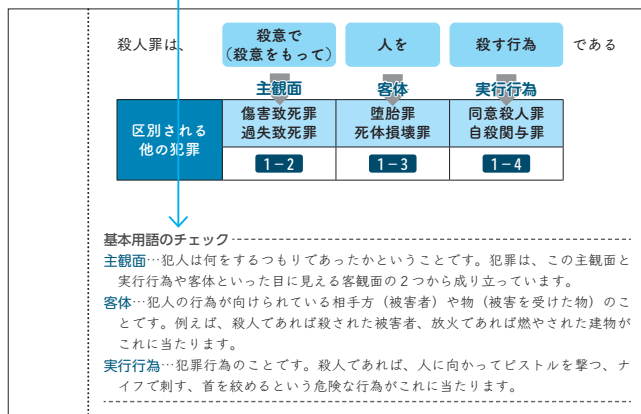 殺人罪は、 殺意で（殺意をもって） 人を 殺す行為 である
主観面 客体 実行行為
区別される他の犯罪
傷害致死罪 堕胎罪 同意殺人罪
過失致死罪 死体損壊罪 自殺関与罪
1－2 1－3 1－4
基本用語のチェック
主観面…犯人は何をするつもりであったかということです。犯罪は、この主観面と
実行行為や客体といった目に見える客観面の２つから成り立っています。
客体…犯人の行為が向けられている相手方（被害者）や物（被害を受けた物）のこ
とです。例えば、殺人であれば殺された被害者、放火であれば燃やされた建物が
これに当たります。
実行行為…犯罪行為のことです。殺人であれば、人に向かってピストルを撃つ、ナ
イフで刺す、首を絞めるという危険な行為がこれに当たります。